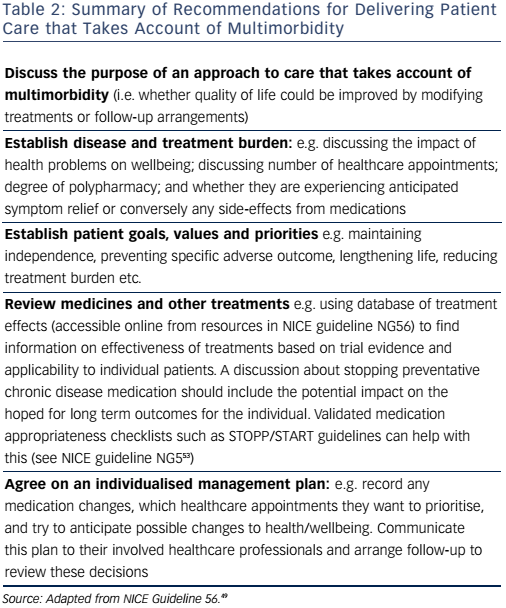 Table 2: Summary of Recommendations for Delivering Patient
Care that Takes Account of Multimorbidity
Discuss the purpose of an approach to care that takes account of
multimorbidity (i.e. whether quality of life could be improved by modifying
treatments or follow-up arrangements)
Establish disease and treatment burden: e.g. discussing the impact of
health problems on wellbeing; discussing number of healthcare appointments;
degree of polypharmacy; and whether they are experiencing anticipated
symptom relief or conversely any side-effects from medications
Establish patient goals, values and priorities e.g. maintaining
independence, preventing specific adverse outcome, lengthening life, reducing
treatment burden etc.
Review medicines and other treatments e.g. using database of treatment
effects (accessible online from resources in NICE guideline NG56) to find
information on effectiveness of treatments based on trial evidence and
applicability to individual patients. A discussion about stopping preventative
chronic disease medication should include the potential impact on the
hoped for long term outcomes for the individual. Validated medication
appropriateness checklists such as STOPP/START guidelines can help with
this (see NICE guideline NG5⁵³)
Agree on an individualised management plan: e.g. record any
medication changes, which healthcare appointments they want to prioritise,
and try to anticipate possible changes to health/wellbeing. Communicate
this plan to their involved healthcare professionals and arrange follow-up to
review these decisions
Source: Adapted from NICE Guideline 56.⁴⁹